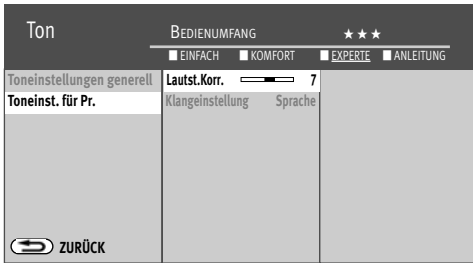 Ton
BEDIENUMFANG ★★★
EINFACH KOMFORT EXPERTE ANLEITUNG
Toneinstellungen generell Lautst.Korr. 7
Toneinst. für Pr. Klangeinstellung Sprache
ZURÜCK